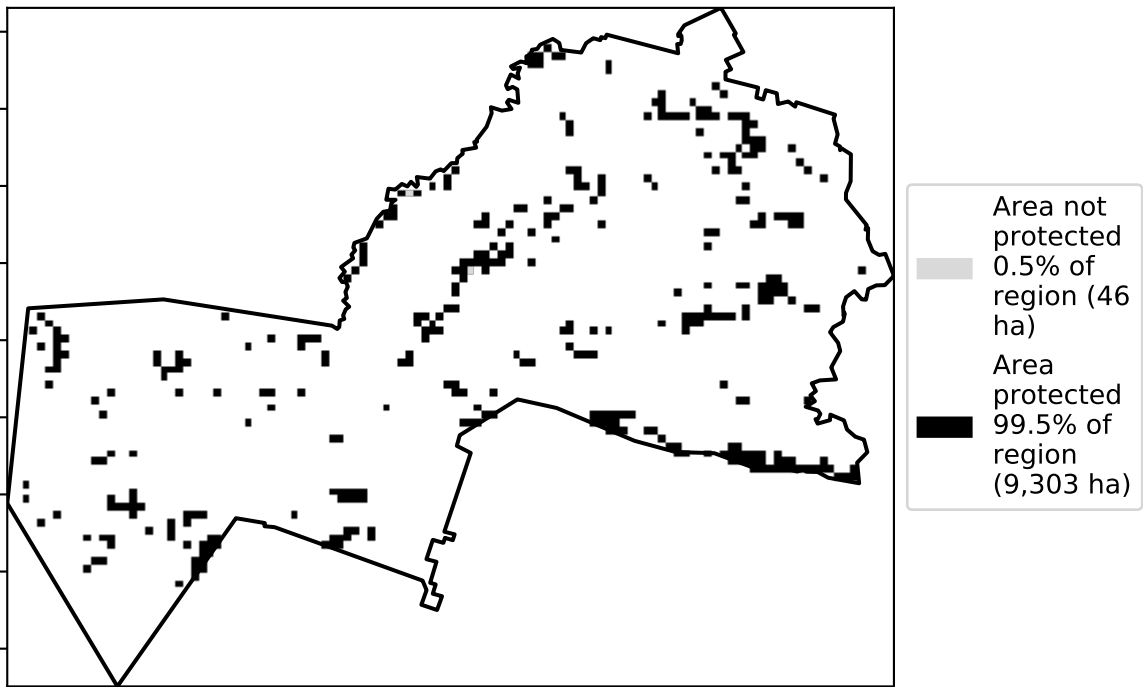 Area not
protected
0.5% of
region (46
ha)
Area
protected
99.5% of
region
(9,303 ha)